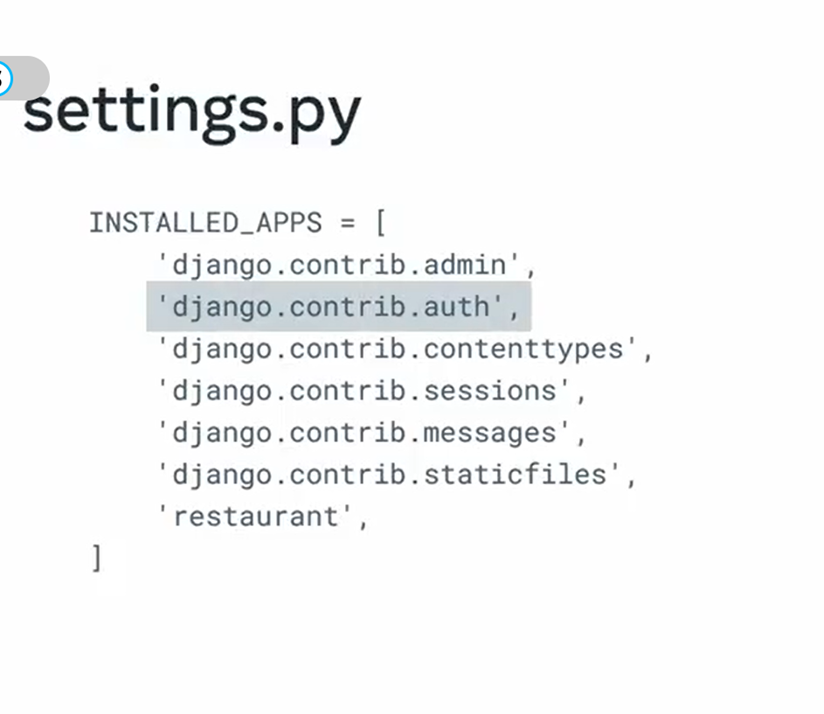 settings.py
INSTALLED_APPS = [
'django.contrib.admin',
'django.contrib.auth',
'django.contrib.contenttypes',
'django.contrib.sessions',
'django.contrib.messages',
'django.contrib.staticfiles',
'restaurant',
]